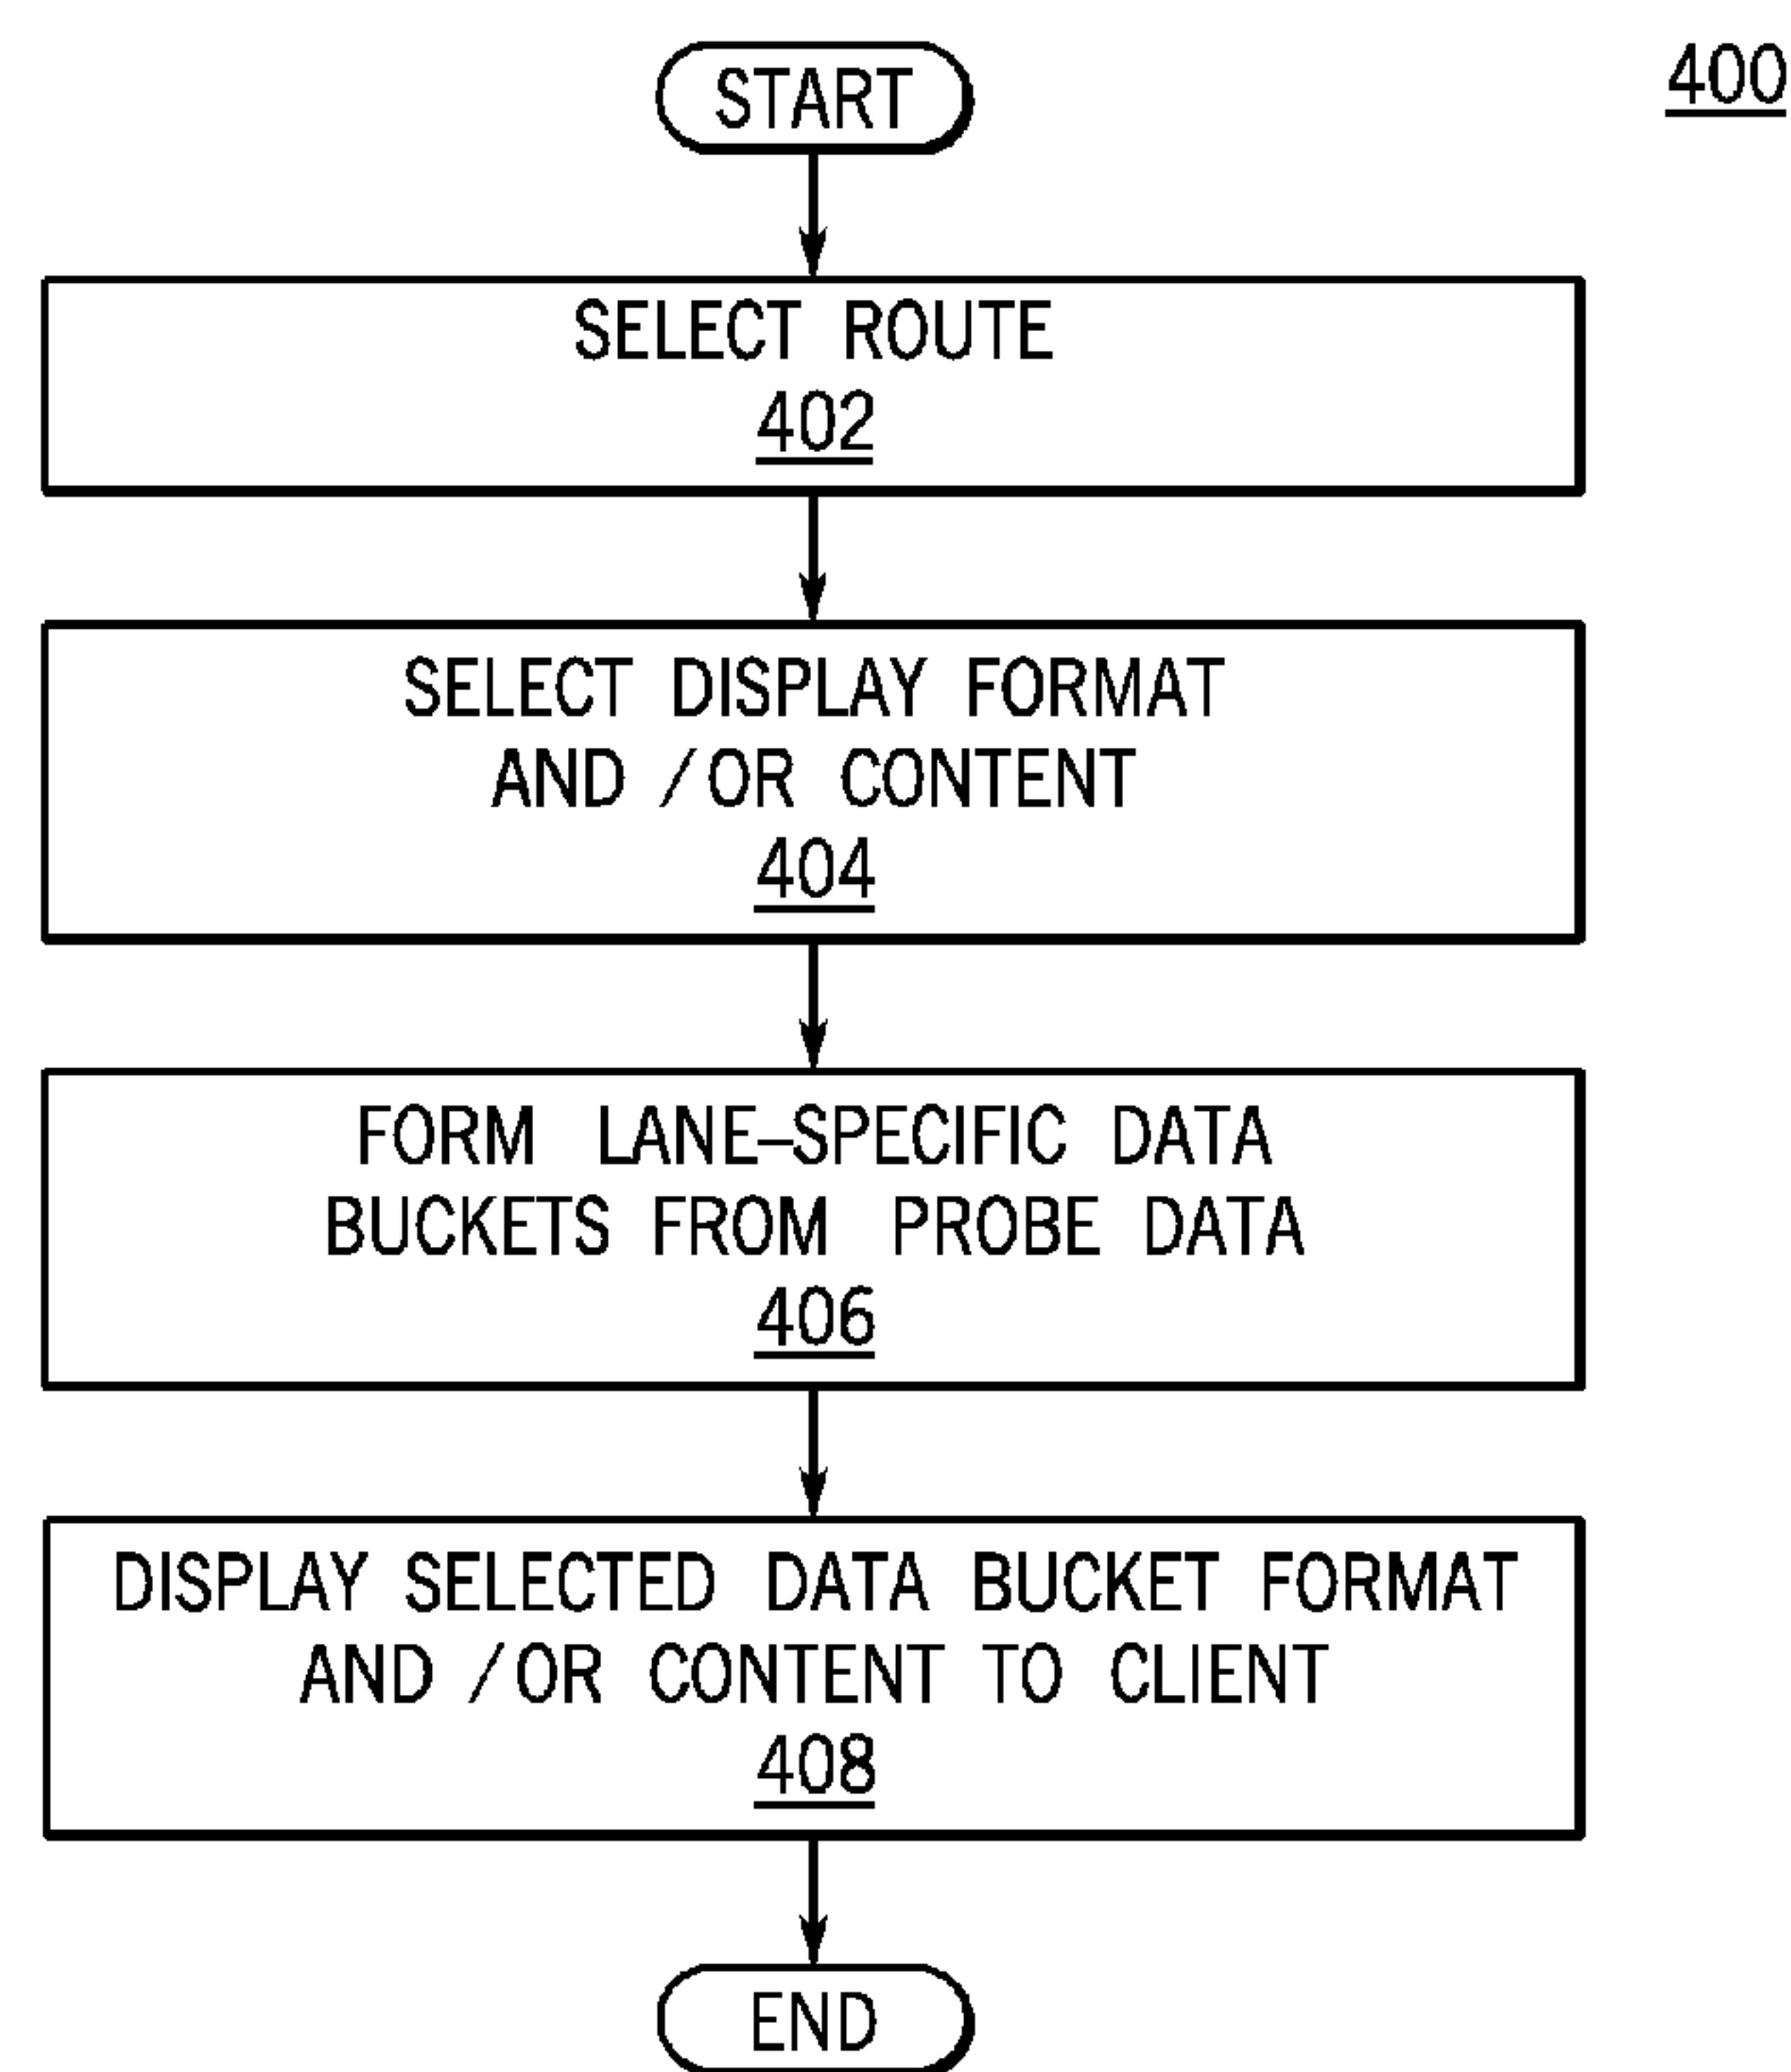 START
400
SELECT ROUTE
402
SELECT DISPLAY FORMAT
AND /OR CONTENT
404
FORM LANE-SPECIFIC DATA
BUCKETS FROM PROBE DATA
406
DISPLAY SELECTED DATA BUCKET FORMAT
AND /OR CONTENT TO CLIENT
408
END